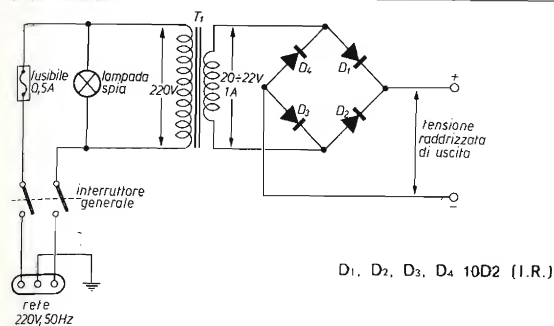 T1
fusibile
0,5A
lampada
spia
220V
20÷22V
1A
D4
D1
D3
D2
+
tensione
raddrizzata
di uscita
−
interruttore
generale
rete
220V, 50Hz
D1, D2, D3, D4 10D2 (I.R.)